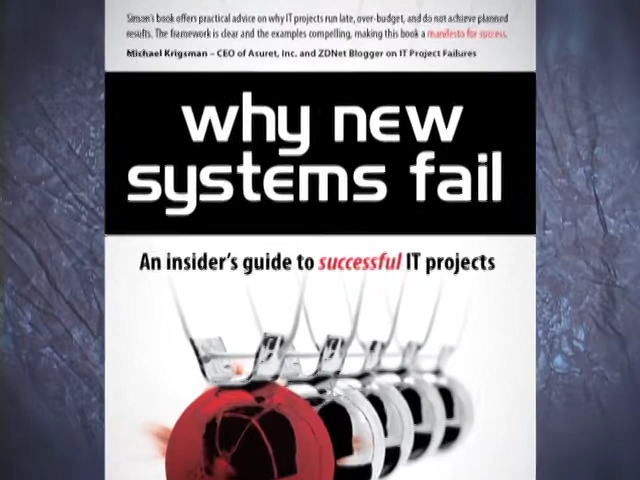 Simon's book offers practical advice on why IT projects run late, over-budget, and do not achieve planned
results. The framework is clear and the examples compelling, making this book a manifesto for success.
Michael Krigsman – CEO of Asuret, Inc. and ZDNet Blogger on IT Project Failures
why new
systems fail
An insider's guide to successful IT projects